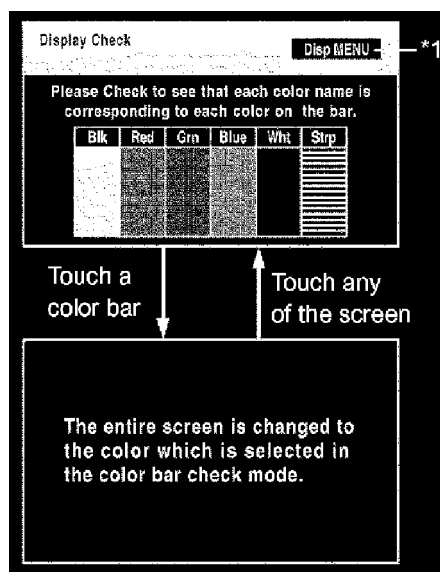 Display Check
Disp MENU
*1
Please Check to see that each color name is
corresponding to each color on the bar.
Blk Red Grn Blue Wht Strp
Touch a
color bar
Touch any
of the screen
The entire screen is changed to
the color which is selected in
the color bar check mode.